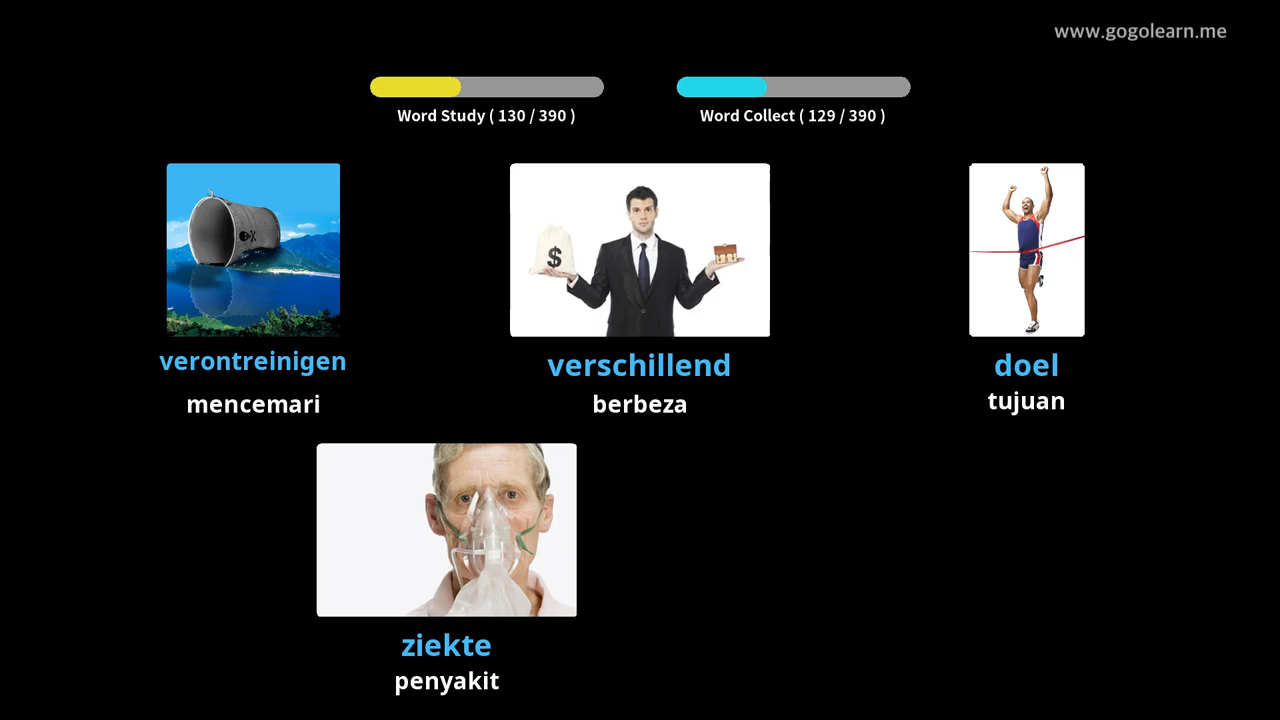 www.gogolearn.me
Word Study ( 130 / 390 )
Word Collect ( 129 / 390 )
$
verontreinigen
mencemari
verschillend
berbeza
doel
tujuan
ziekte
penyakit